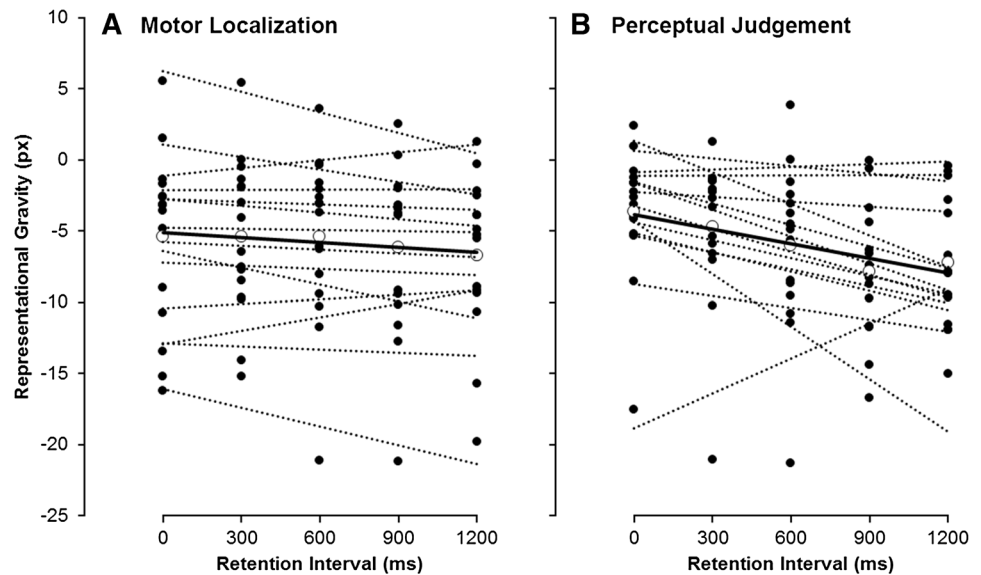 A Motor Localization
B Perceptual Judgement
Representational Gravity (px)
10
5
0
-5
-10
-15
-20
-25
0 300 600 900 1200
Retention Interval (ms)
0 300 600 900 1200
Retention Interval (ms)